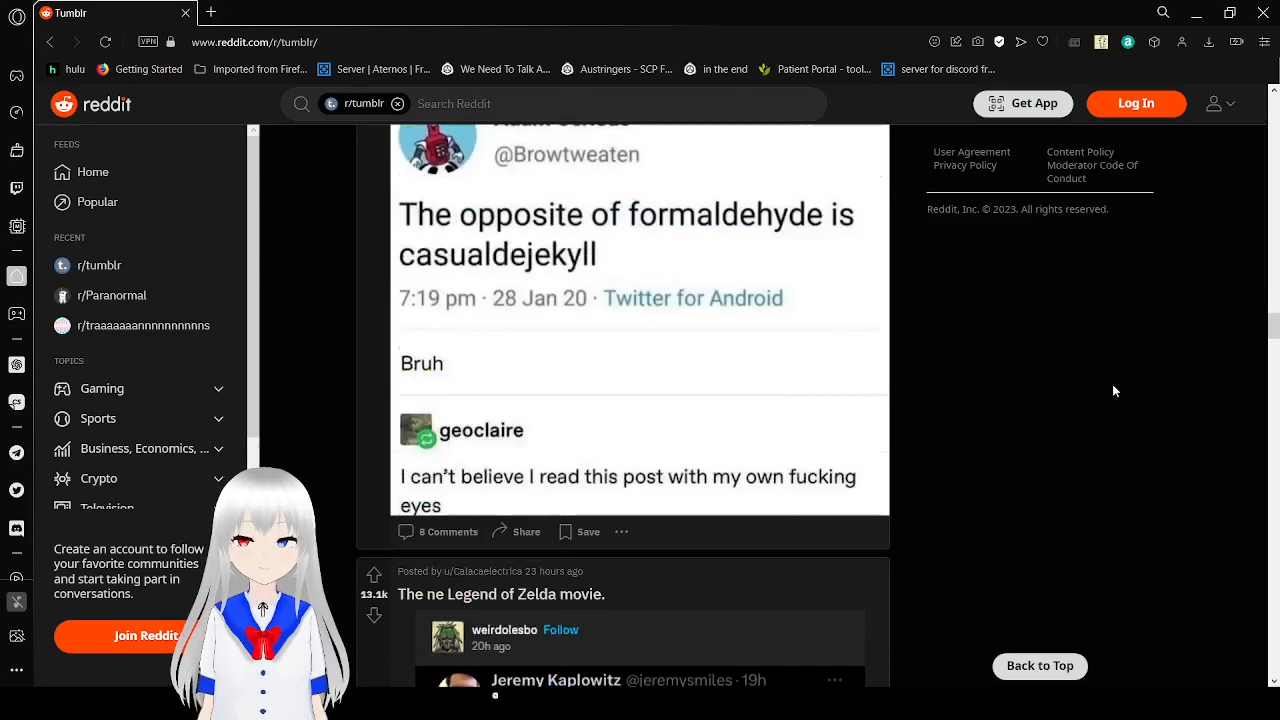 Tumblr
VPN
www.reddit.com/r/tumblr/
hulu
Getting Started
Imported from Firef...
Server | Aternos | Fr...
We Need To Talk A...
Austringers - SCP F...
in the end
Patient Portal - tool...
server for discord fr...
reddit
r/tumblr
Search Reddit
Get App
Log In
FEEDS
Home
Popular
RECENT
r/tumblr
r/Paranormal
r/traaaaaaannnnnnnnnns
TOPICS
Gaming
Sports
Business, Economics, ...
Crypto
Television
Create an account to follow
your favorite communities
and start taking part in
conversations.
Join Reddit
@Browtweaten
The opposite of formaldehyde is
casualdejekyll
7:19 pm · 28 Jan 20 · Twitter for Android
Bruh
geoclaire
I can't believe I read this post with my own fucking
eyes
8 Comments
Share
Save
13.1k
Posted by u/Calacaelectrica 23 hours ago
The ne Legend of Zelda movie.
weirdolesbo Follow
20h ago
Jeremy Kaplowitz @jeremysmiles · 19h
User Agreement
Privacy Policy
Content Policy
Moderator Code Of
Conduct
Reddit, Inc. © 2023. All rights reserved.
Back to Top